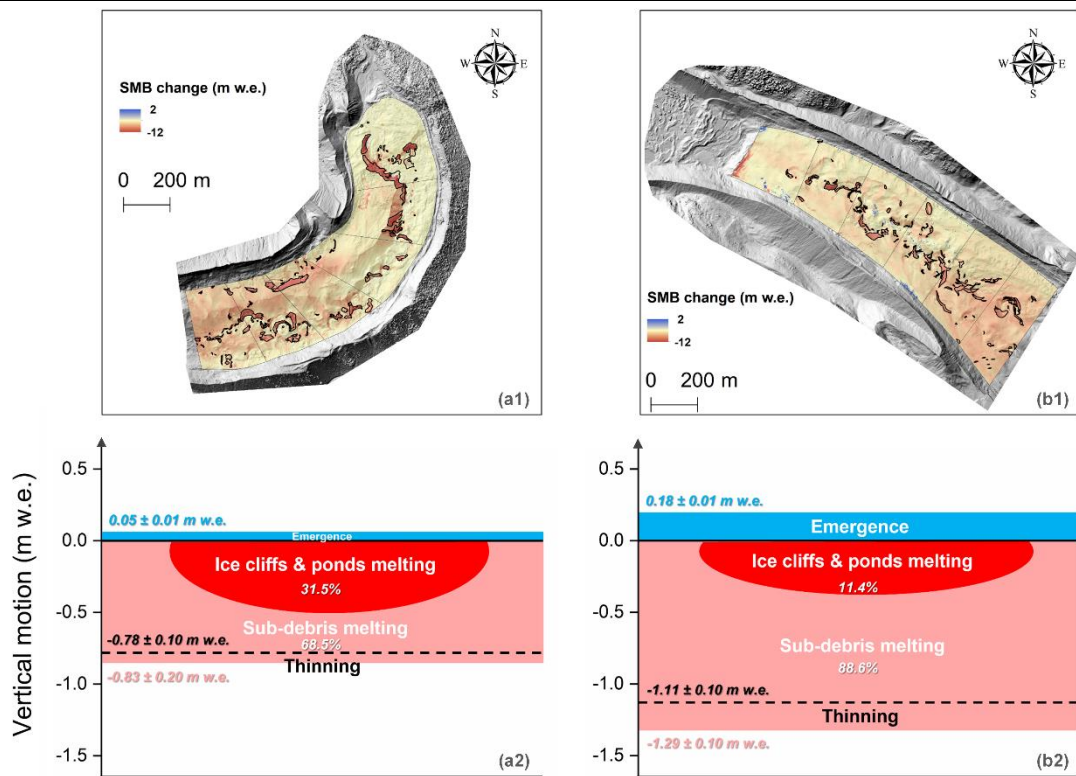 N
W E
S
SMB change (m w.e.)
2
-12
0 200 m
(a1)
N
W E
S
SMB change (m w.e.)
2
-12
0 200 m
(b1)
Vertical motion (m w.e.)
0.5
0.0
-0.5
-1.0
-1.5
0.05 ± 0.01 m w.e.
Emergence
Ice cliffs & ponds melting
31.5%
Sub-debris melting
68.5%
-0.78 ± 0.10 m w.e.
Thinning
-0.83 ± 0.20 m w.e.
(a2)
0.5
0.0
-0.5
-1.0
-1.5
0.18 ± 0.01 m w.e.
Emergence
Ice cliffs & ponds melting
11.4%
Sub-debris melting
88.6%
-1.11 ± 0.10 m w.e.
Thinning
-1.29 ± 0.10 m w.e.
(b2)